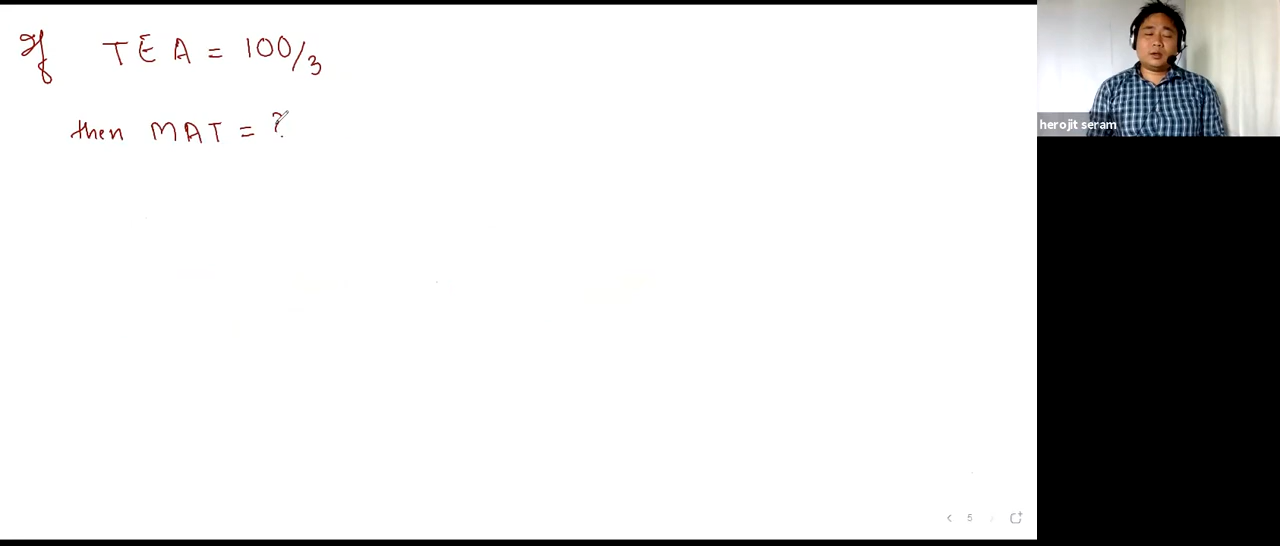 If TEA = 100/3
then MAT = ?
herojit seram
5